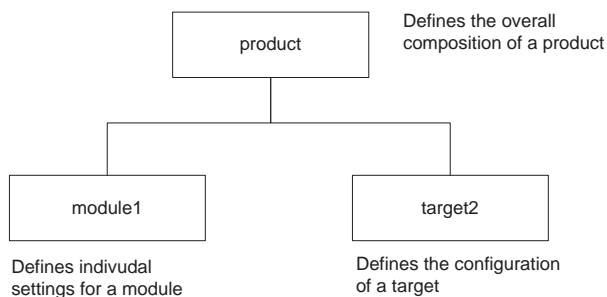 product
Defines the overall
composition of a product
module1
target2
Defines indivudal
settings for a module
Defines the configuration
of a target